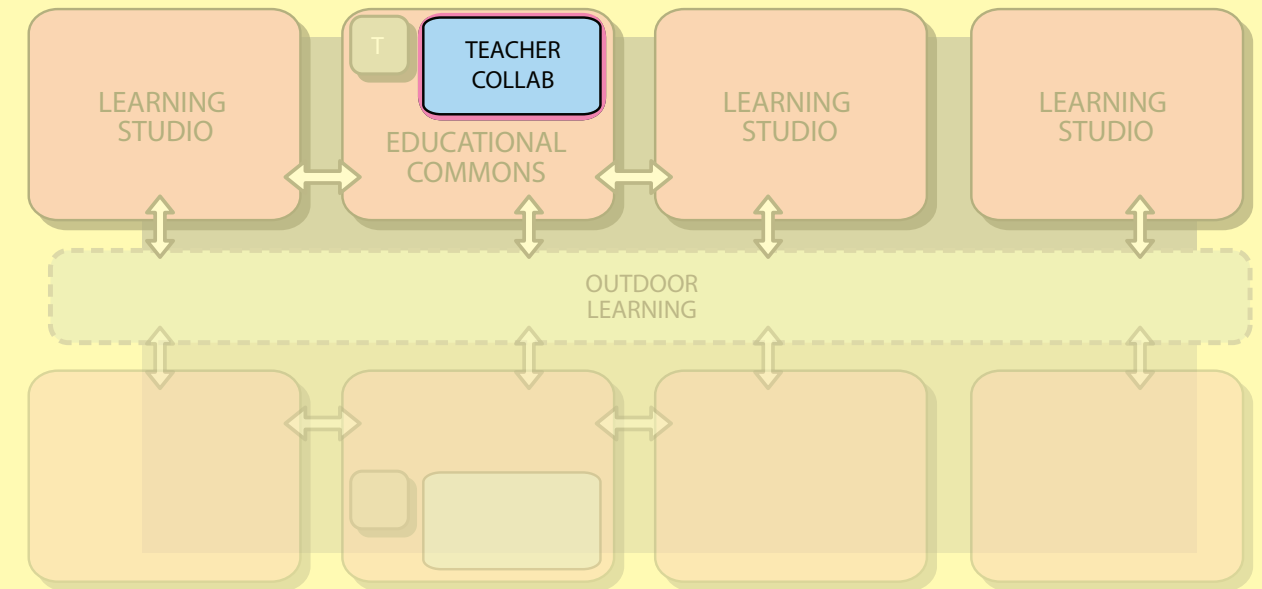 T
TEACHER
COLLAB
LEARNING
STUDIO
EDUCATIONAL
COMMONS
LEARNING
STUDIO
LEARNING
STUDIO
OUTDOOR
LEARNING